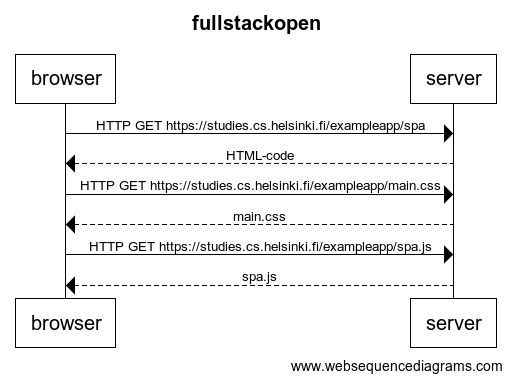 fullstackopen
browser
server
HTTP GET https://studies.cs.helsinki.fi/exampleapp/spa
HTML-code
HTTP GET https://studies.cs.helsinki.fi/exampleapp/main.css
main.css
HTTP GET https://studies.cs.helsinki.fi/exampleapp/spa.js
spa.js
browser
server
www.websequencediagrams.com